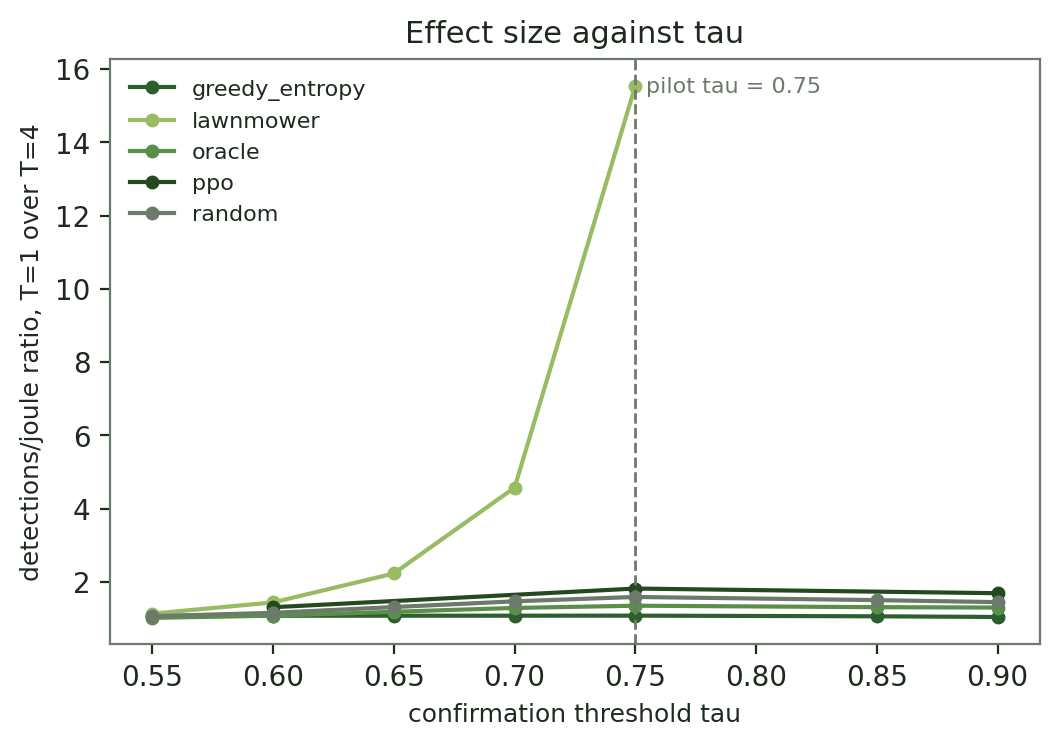 Effect size against tau
detections/joule ratio, T=1 over T=4
16
14
12
10
8
6
4
2
greedy_entropy
lawnmower
oracle
ppo
random
pilot tau = 0.75
0.55 0.60 0.65 0.70 0.75 0.80 0.85 0.90
confirmation threshold tau